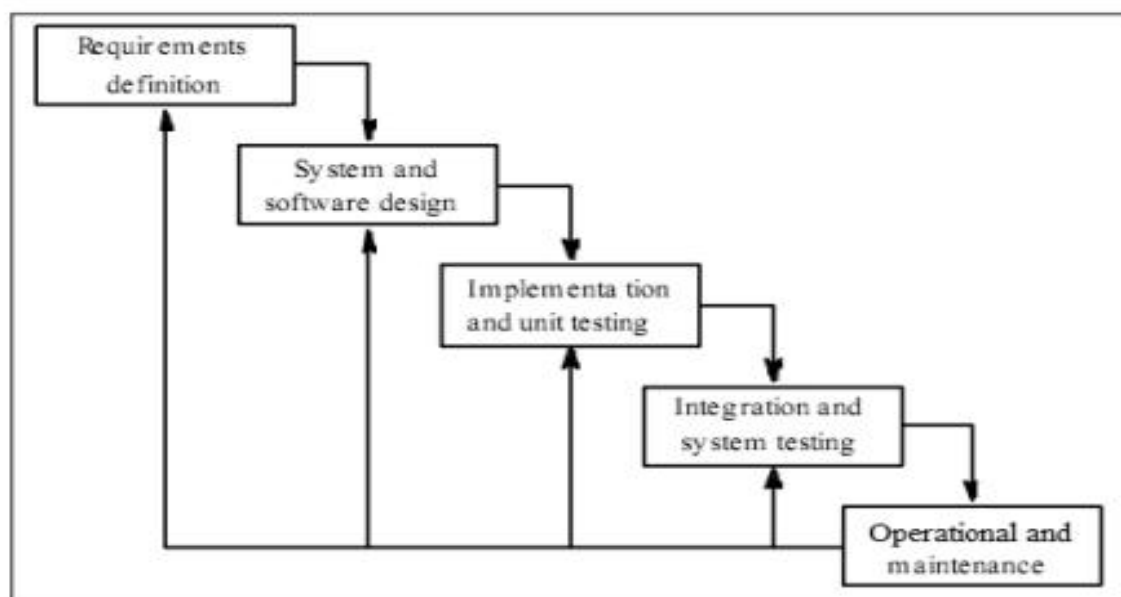 Requirements
definition
System and
software design
Implementation
and unit testing
Integration and
system testing
Operational and
maintenance